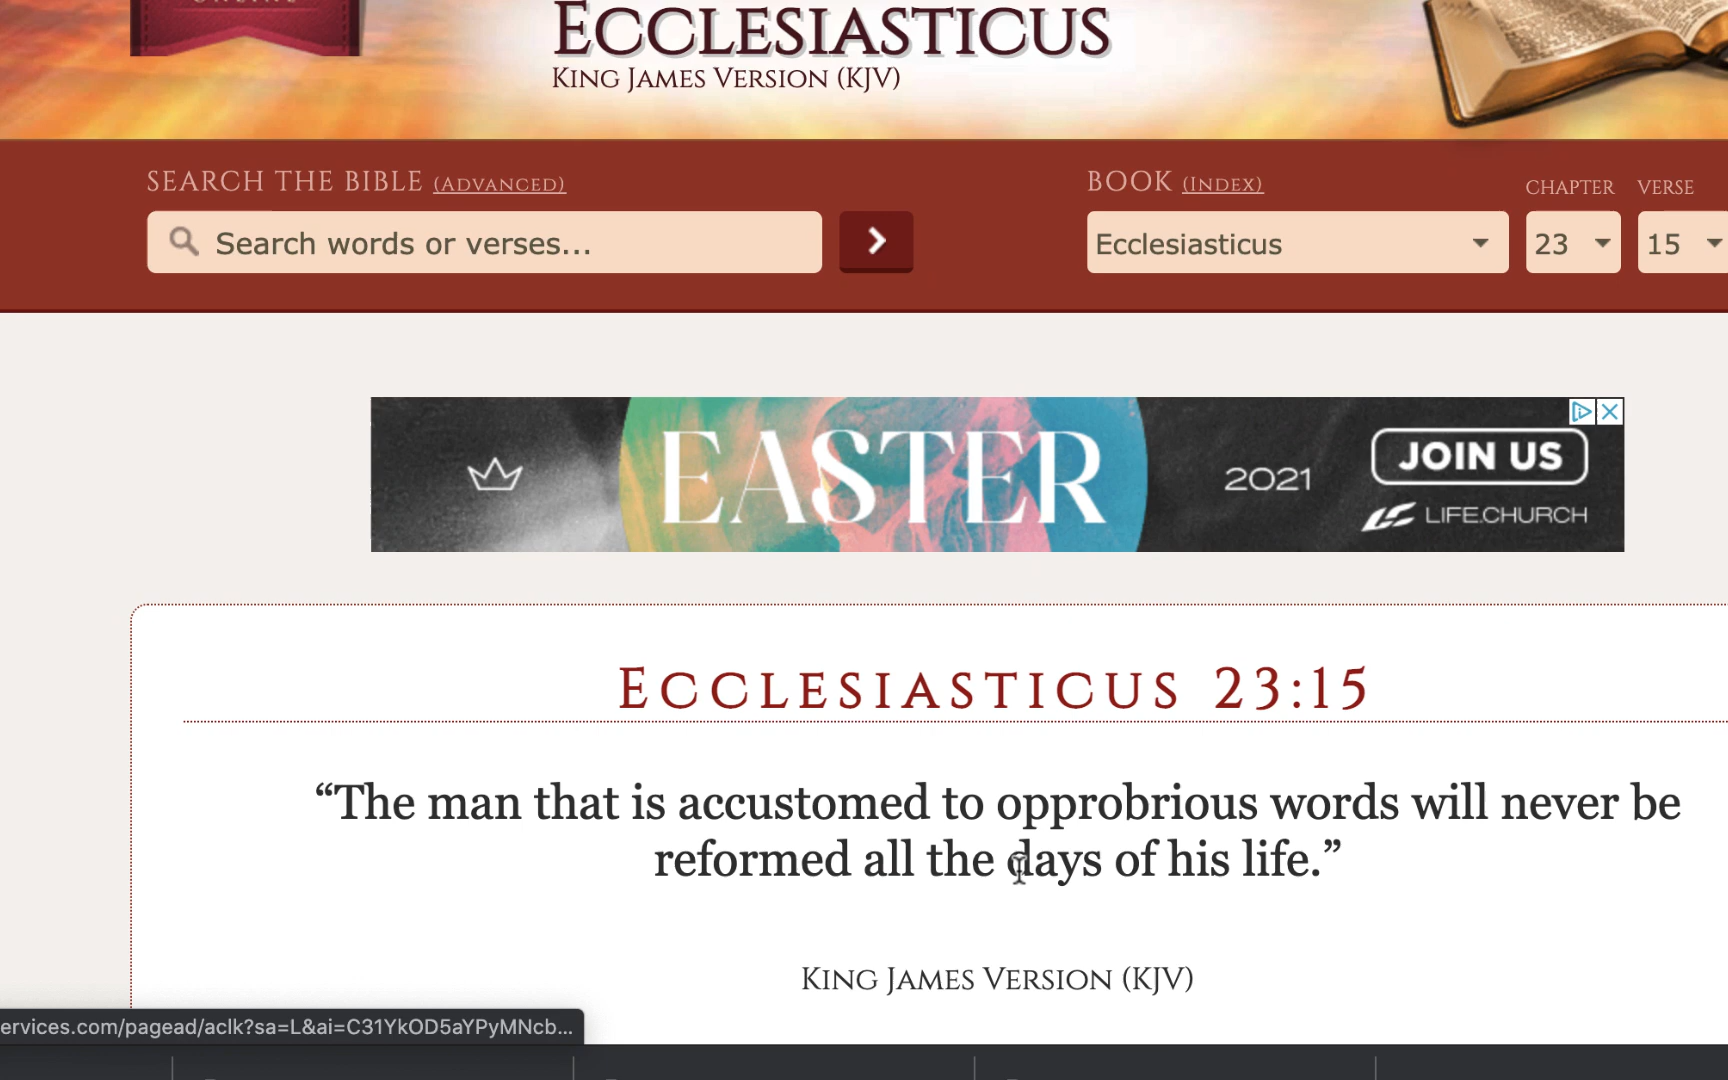 ONLINE
ECCLESIASTICUS
KING JAMES VERSION (KJV)
SEARCH THE BIBLE (ADVANCED)
BOOK (INDEX)
CHAPTER VERSE
Search words or verses...
Ecclesiasticus
23
15
EASTER
2021
JOIN US
LIFE.CHURCH
ECCLESIASTICUS 23:15
“The man that is accustomed to opprobrious words will never be
reformed all the days of his life.”
KING JAMES VERSION (KJV)
ervices.com/pagead/aclk?sa=L&ai=C31YkOD5aYPyMNcb...